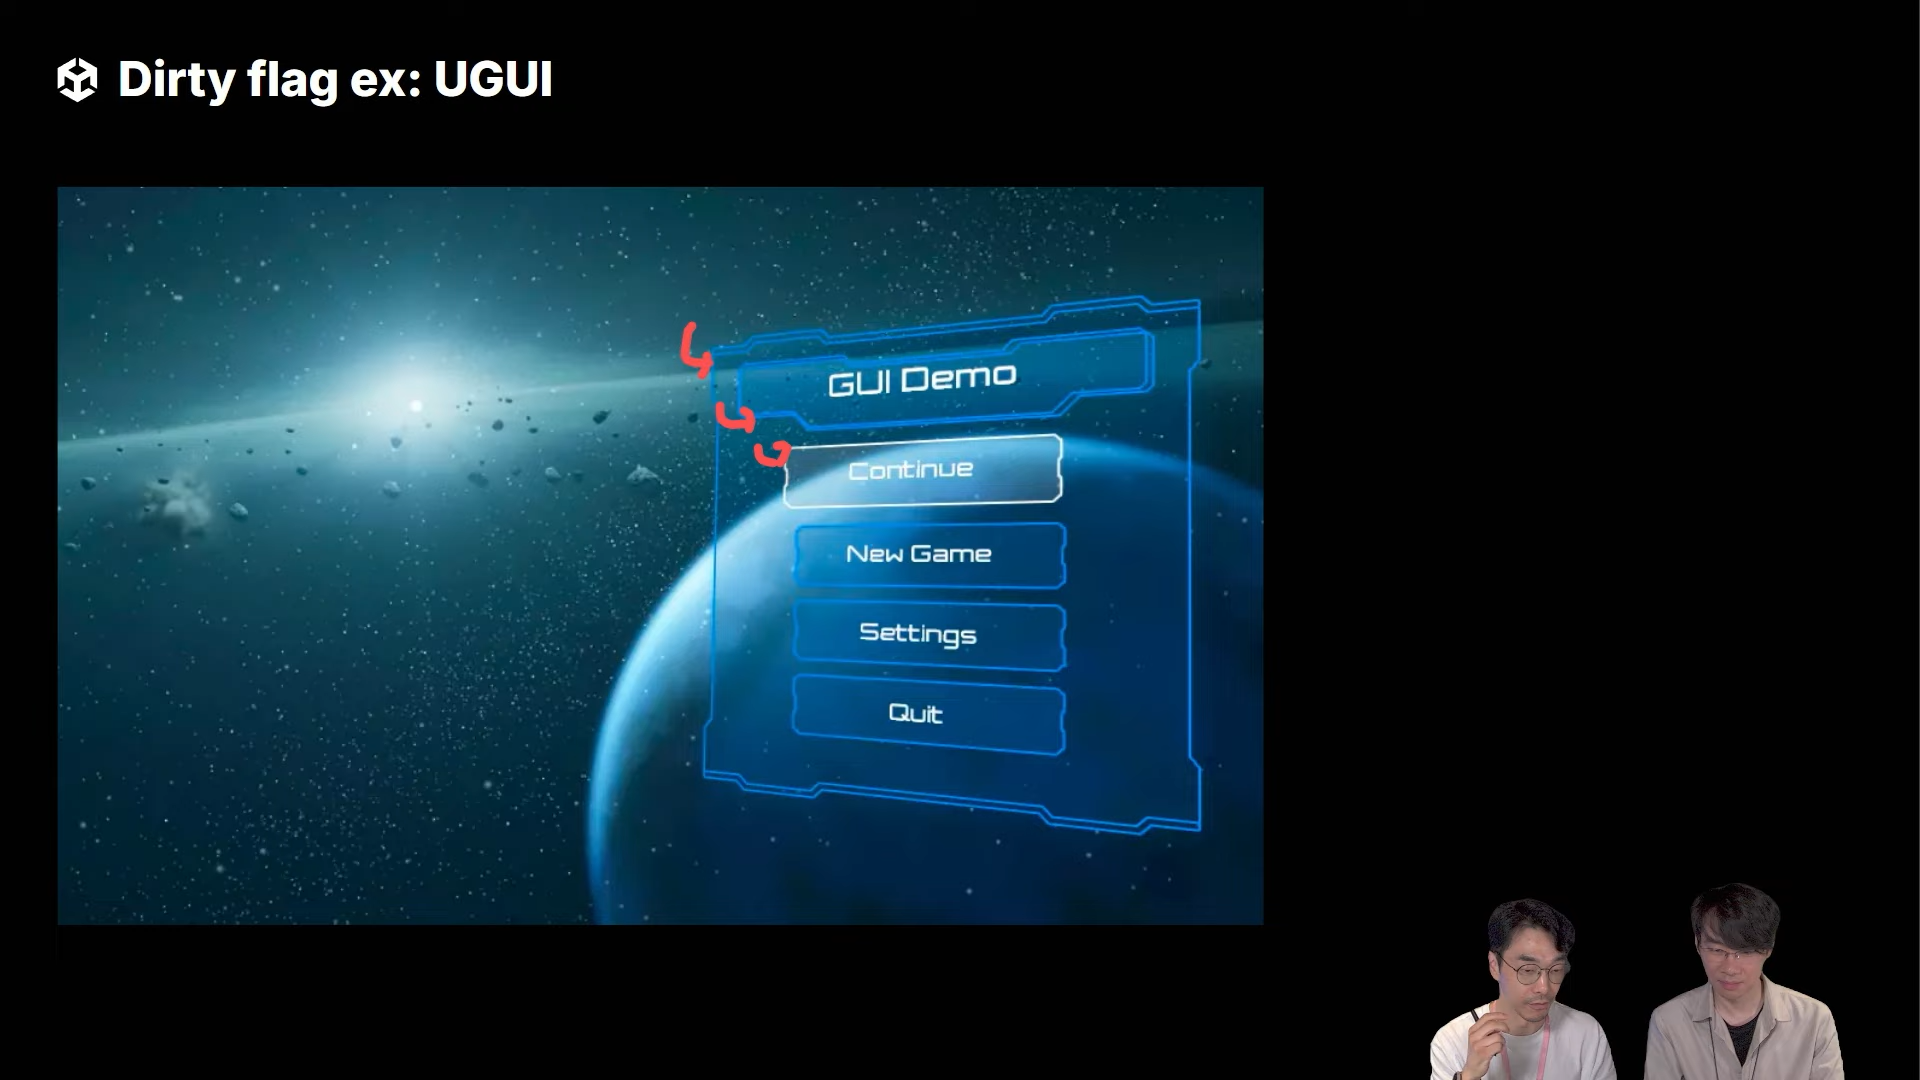 Dirty flag ex: UGUI
GUI Demo
Continue
New Game
Settings
Quit